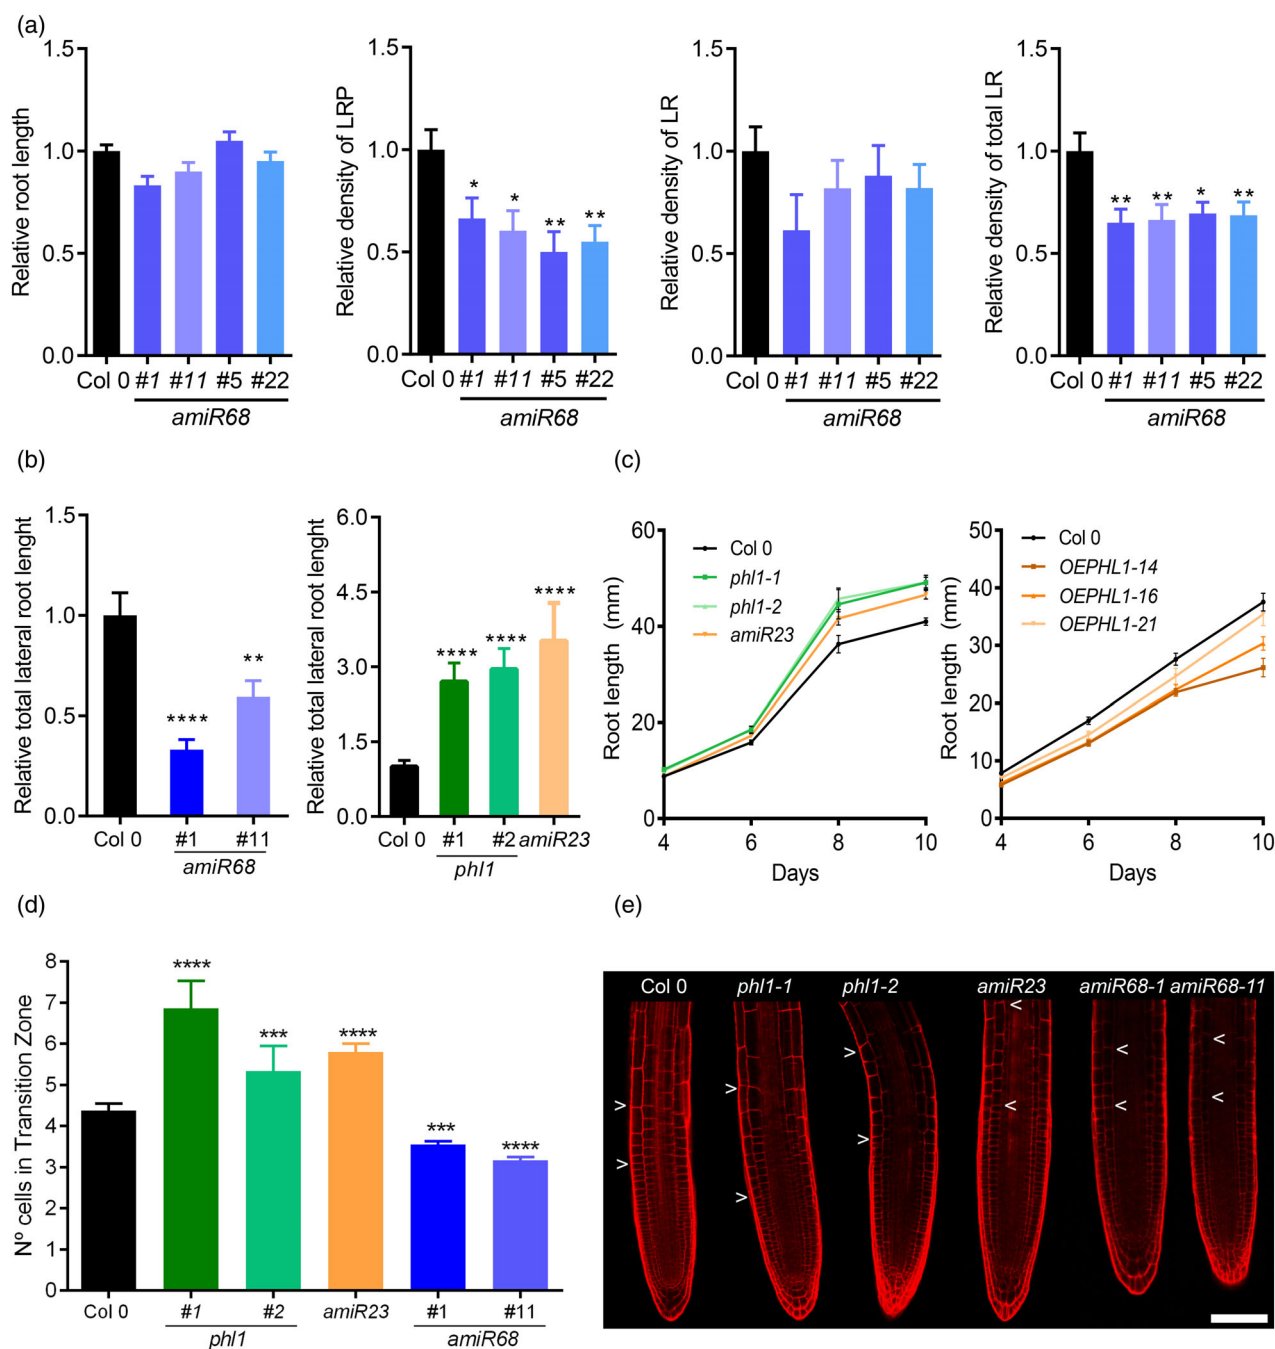 (a)
Relative root length
1.5
1.0
0.5
0.0
Col 0 #1 #11 #5 #22
amiR68
Relative density of LRP
1.5
1.0
0.5
0.0
* * ** **
Col 0 #1 #11 #5 #22
amiR68
Relative density of LR
1.5
1.0
0.5
0.0
Col 0 #1 #11 #5 #22
amiR68
Relative density of total LR
1.5
1.0
0.5
0.0
** ** * **
Col 0 #1 #11 #5 #22
amiR68
(b)
Relative total lateral root lenght
1.5
1.0
0.5
0.0
**** **
Col 0 #1 #11
amiR68
Relative total lateral root lenght
6.0
4.5
3.0
1.5
0.0
**** **** ****
Col 0 #1 #2 amiR23
phl1
(c)
Root length (mm)
60
40
20
0
Col 0
phl1-1
phl1-2
amiR23
4 6 8 10
Days
Root length (mm)
50
40
30
20
10
0
Col 0
OEPHL1-14
OEPHL1-16
OEPHL1-21
4 6 8 10
Days
(d)
Nº cells in Transition Zone
8
7
6
5
4
3
2
1
0
**** *** **** *** ****
Col 0 #1 #2 amiR23 #1 #11
phl1 amiR68
(e)
Col 0 phl1-1 phl1-2 amiR23 amiR68-1 amiR68-11